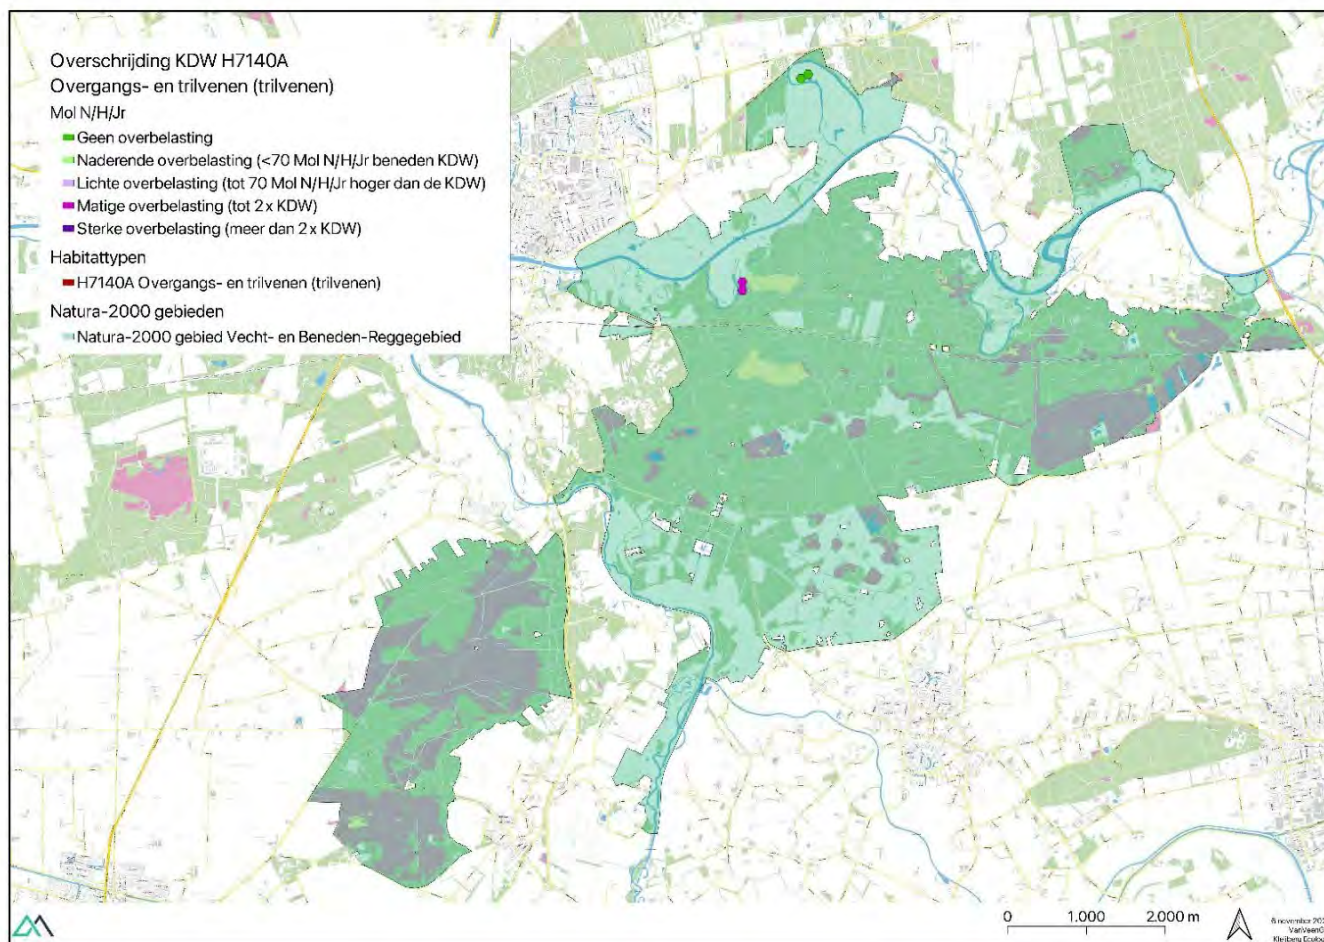 Overschrijding KDW H7140A
Overgangs- en trilvenen (trilvenen)
Mol N/H/Jr
Geen overbelasting
Naderende overbelasting (<70 Mol N/H/Jr beneden KDW)
Lichte overbelasting (tot 70 Mol N/H/Jr hoger dan de KDW)
Matige overbelasting (tot 2 x KDW)
Sterke overbelasting (meer dan 2 x KDW)
Habitattypen
H7140A Overgangs- en trilvenen (trilvenen)
Natura-2000 gebieden
Natura-2000 gebied Vecht- en Beneden-Reggegebied
0 1.000 2.000 m
6 november